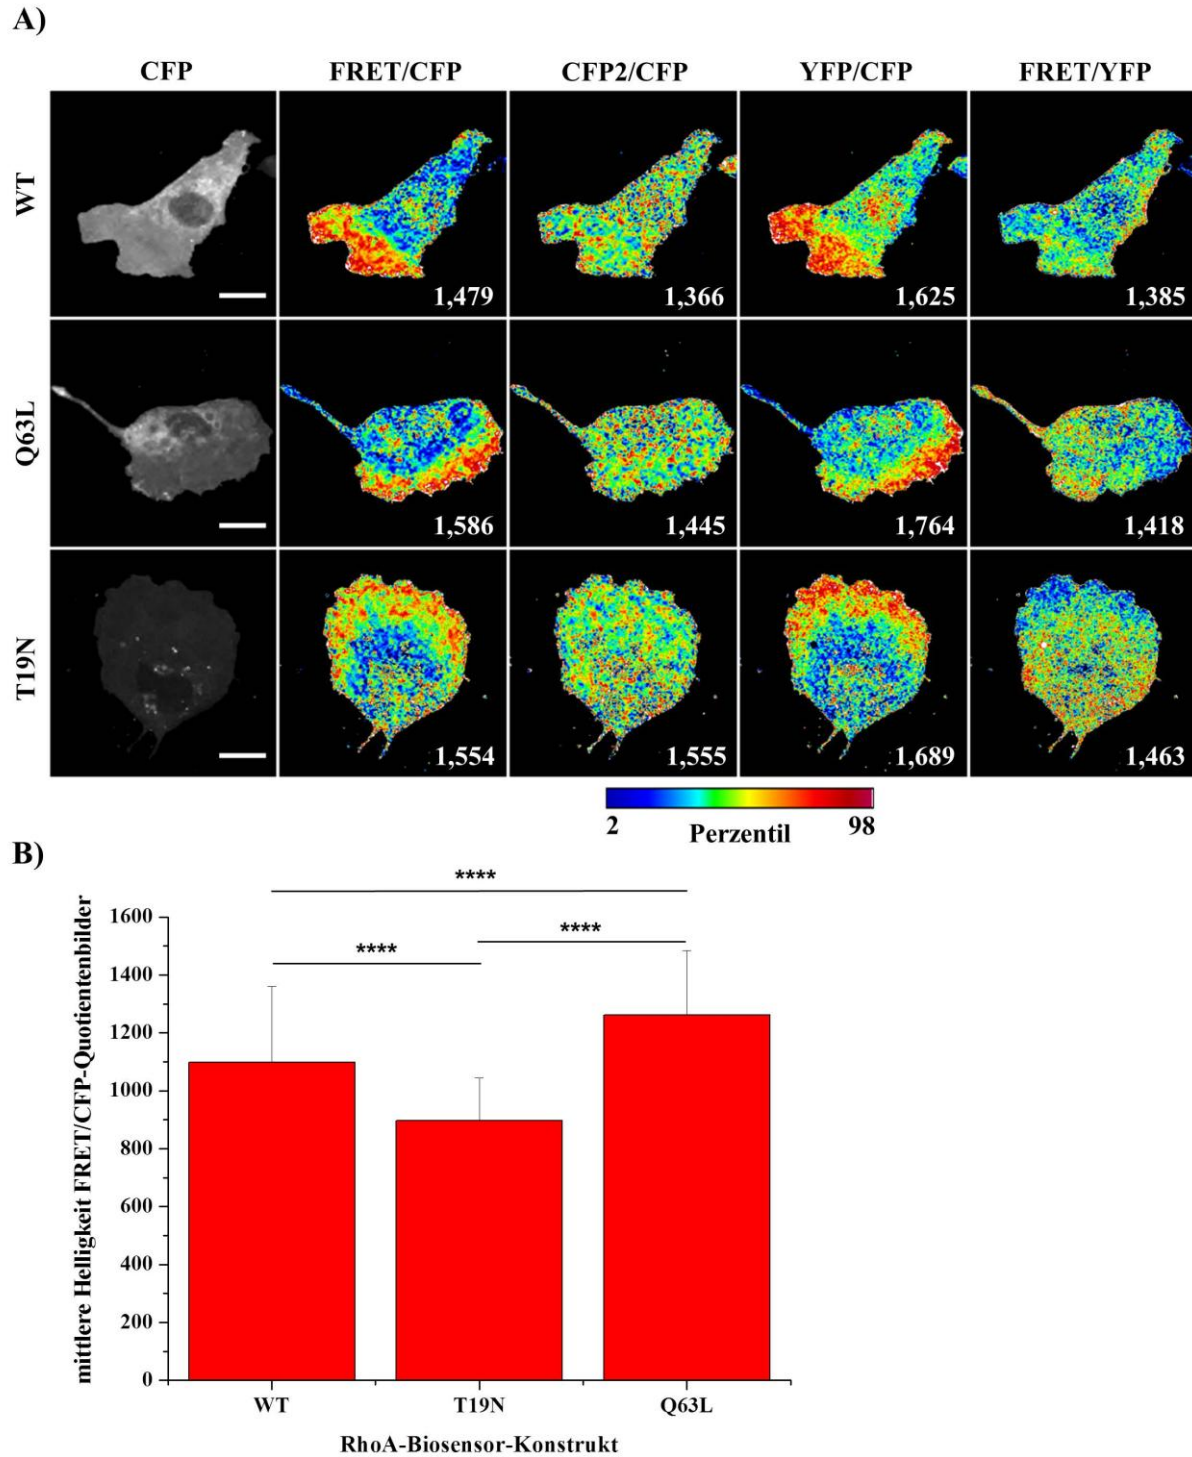 A)
CFP FRET/CFP CFP2/CFP YFP/CFP FRET/YFP
WT
1,479 1,366 1,625 1,385
Q63L
1,586 1,445 1,764 1,418
T19N
1,554 1,555 1,689 1,463
2 Perzentil 98
B)
****
**** ****
mittlere Helligkeit FRET/CFP-Quotientenbilder
1600
1400
1200
1000
800
600
400
200
0
WT T19N Q63L
RhoA-Biosensor-Konstrukt